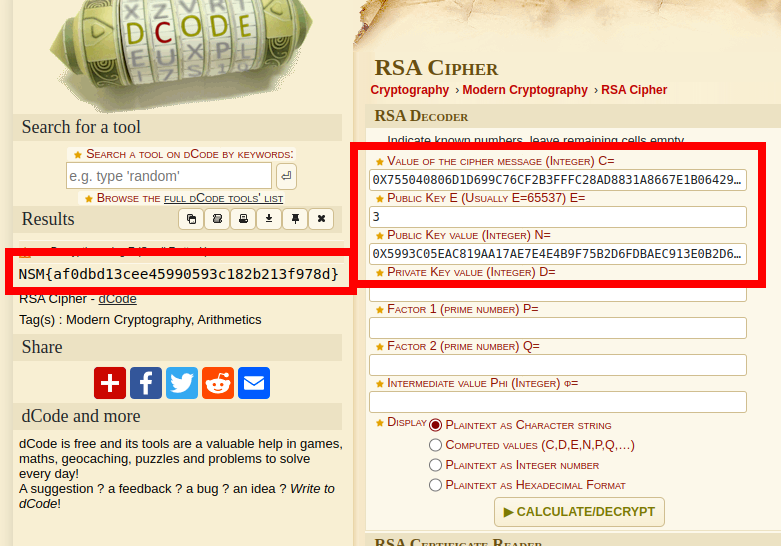 X Z V R T
D C O D E
E U X P L
Search for a tool
Search a tool on dCode by keywords:
e.g. type 'random'
Browse the full dCode tools' list
Results
NSM{af0dbd13cee45990593c182b213f978d}
RSA Cipher - dCode
Tag(s) : Modern Cryptography, Arithmetics
Share
dCode and more
dCode is free and its tools are a valuable help in games,
maths, geocaching, puzzles and problems to solve
every day!
A suggestion ? a feedback ? a bug ? an idea ? Write to
dCode!
RSA Cipher
Cryptography › Modern Cryptography › RSA Cipher
RSA Decoder
Indicate known numbers, leave remaining cells empty.
Value of the cipher message (Integer) C=
0X755040806D1D699C76CF2B3FFFC28AD8831A8667E1B06429…
Public Key E (Usually E=65537) E=
3
Public Key value (Integer) N=
0X5993C05EAC819AA17AE7E4E4B9F75B2D6FDBAEC913E0B2D6…
Private Key value (Integer) D=
Factor 1 (prime number) P=
Factor 2 (prime number) Q=
Intermediate value Phi (Integer) Φ=
Display Plaintext as Character string
Computed values (C,D,E,N,P,Q,…)
Plaintext as Integer number
Plaintext as Hexadecimal Format
▶ CALCULATE/DECRYPT
RSA Certificate Reader